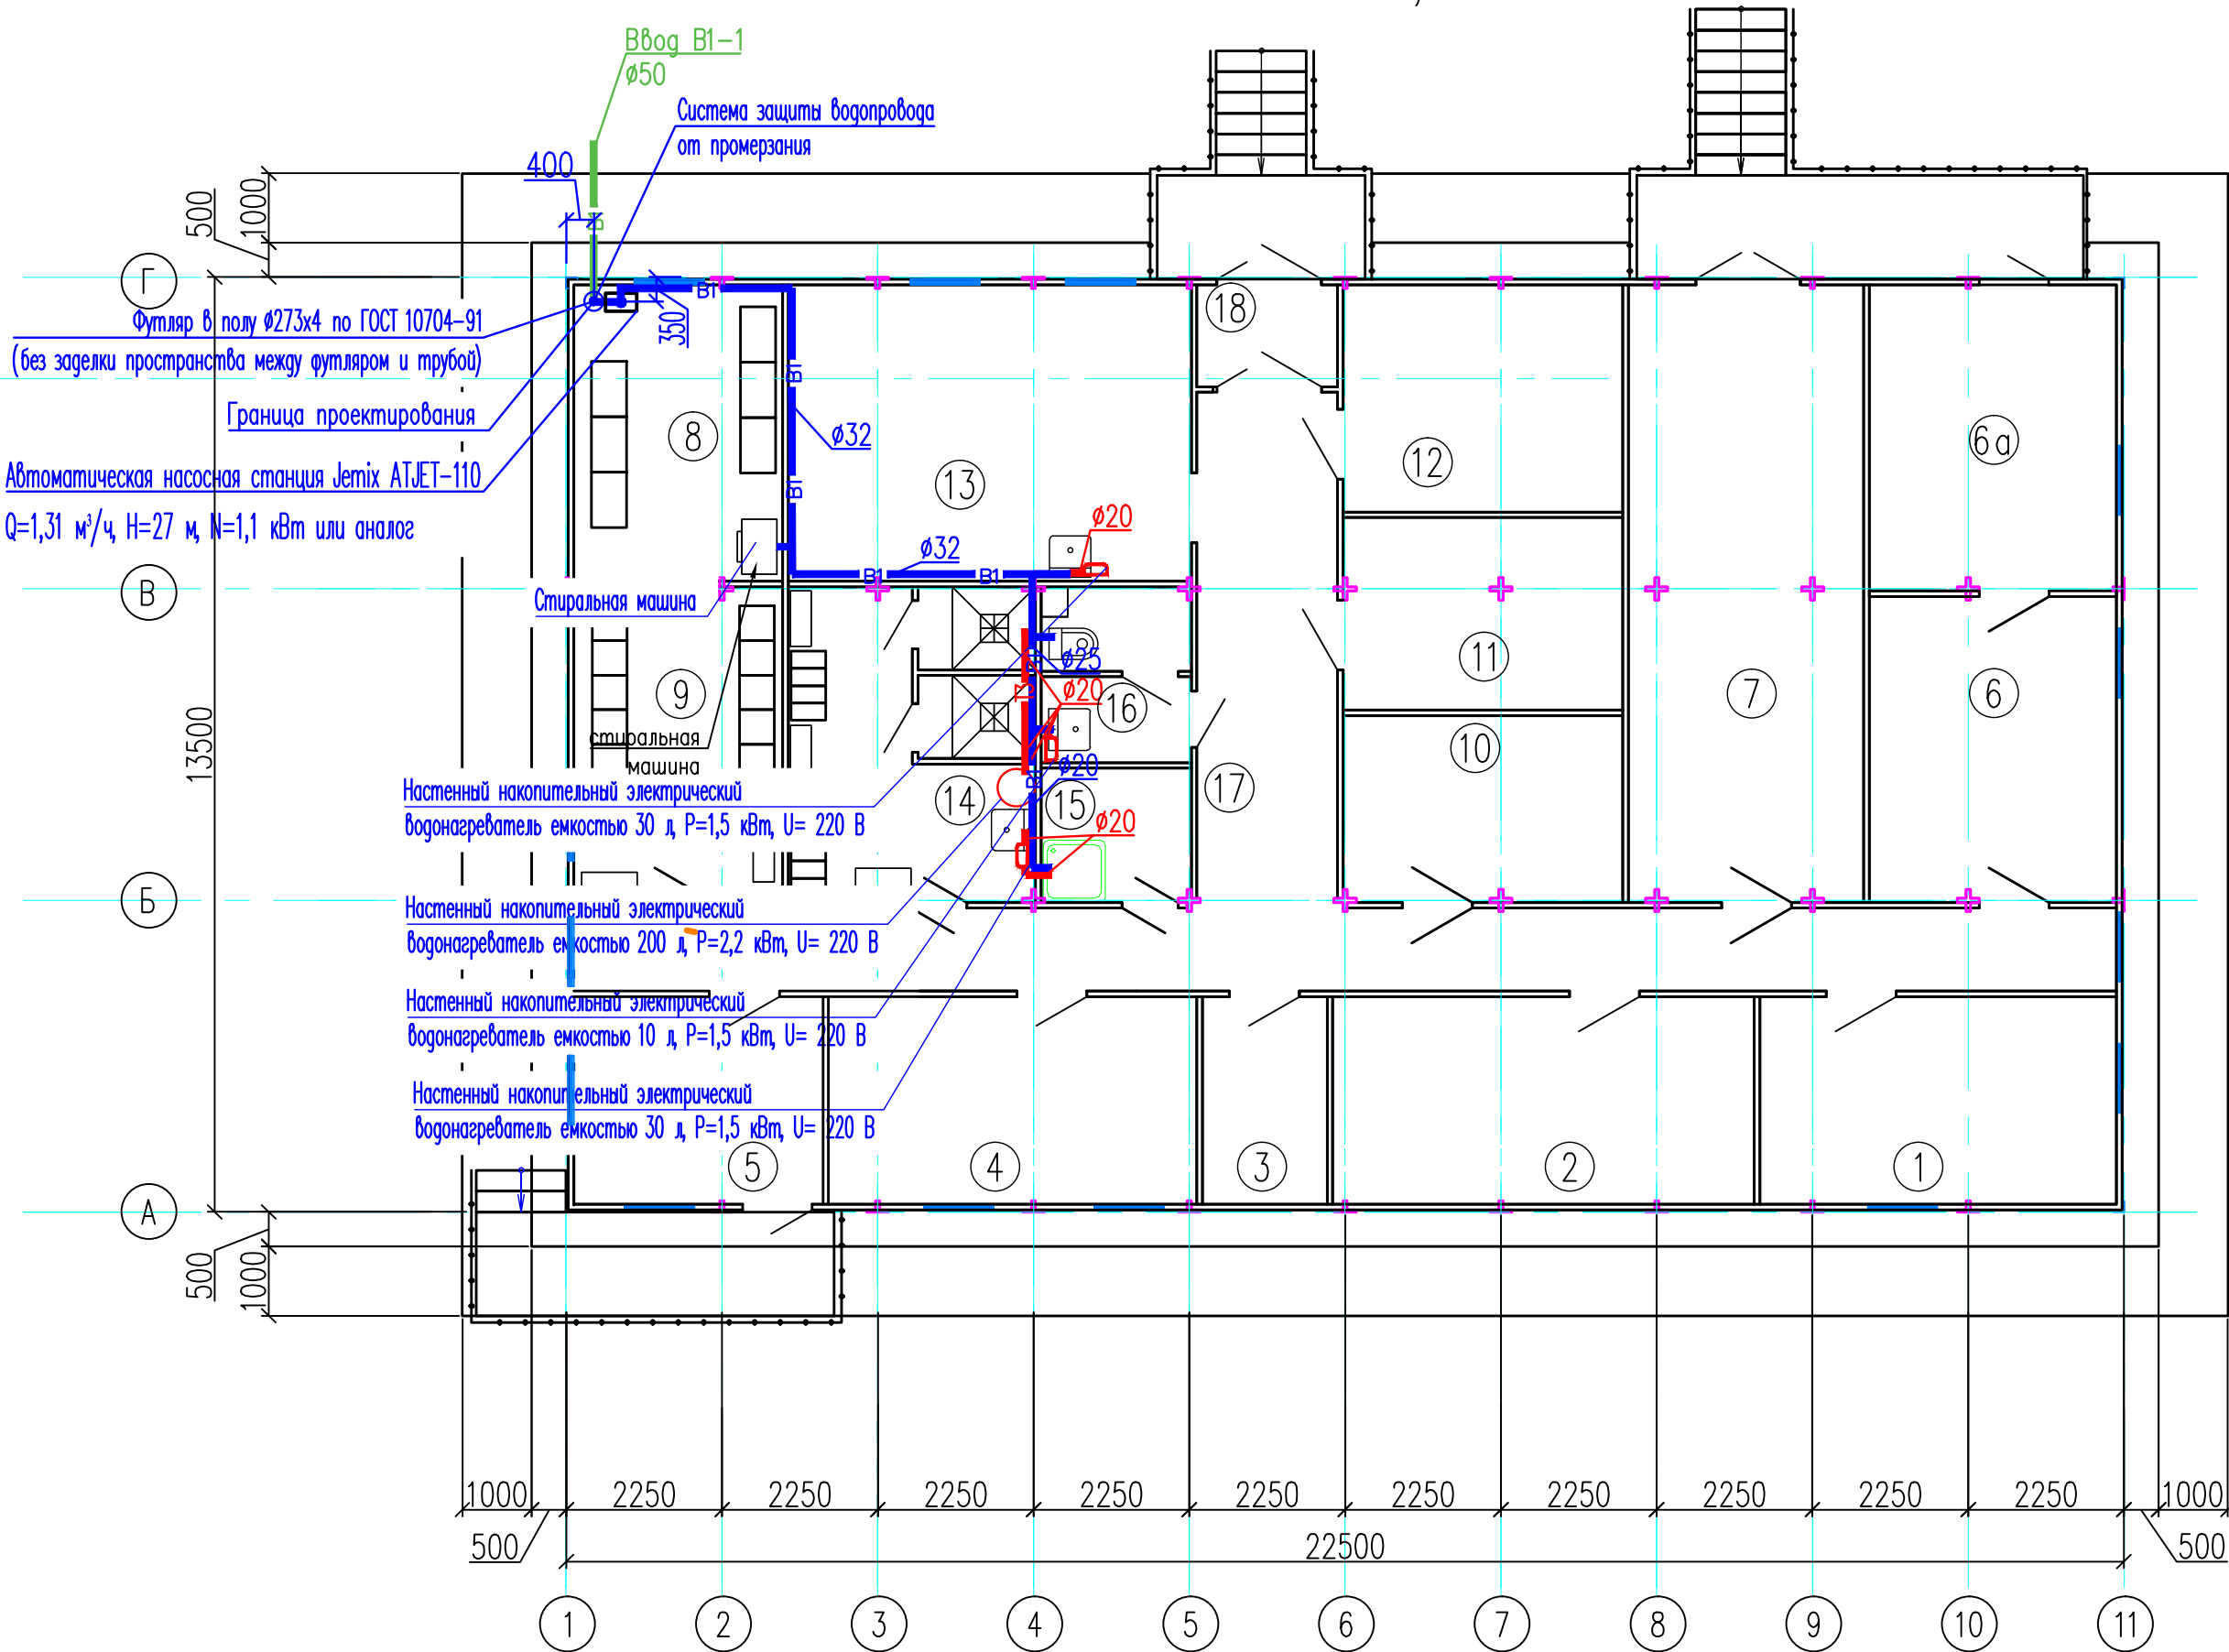 Ввод В1-1
ø50
Система защиты водопровода
от промерзания
400
В1
500
1000
Г
В1
350
18
Футляр в полу ø273х4 по ГОСТ 10704-91
(без заделки пространства между футляром и трубой)
В1
Граница проектирования
8
ø32
6а
12
Автоматическая насосная станция Jemix ATJET-110
13
В1
Q=1,31 м³/ч, Н=27 м, N=1,1 кВт или аналог
ø20
ø32
В
В1
В1
Стиральная машина
ø25
11
9
ø20
Т3
16
7
6
13500
стиральная
машина
10
ø20
В1
Настенный накопительный электрический
14
15
17
водонагреватель емкостью 30 л, Р=1,5 кВт, U= 220 В
ø20
Б
Настенный накопительный электрический
водонагреватель емкостью 200 л, Р=2,2 кВт, U= 220 В
Настенный накопительный электрический
водонагреватель емкостью 10 л, Р=1,5 кВт, U= 220 В
Настенный накопительный электрический
водонагреватель емкостью 30 л, Р=1,5 кВт, U= 220 В
5
4
3
2
1
А
500
1000
1000
2250
2250
2250
2250
2250
2250
2250
2250
2250
2250
1000
500
22500
500
1
2
3
4
5
6
7
8
9
10
11